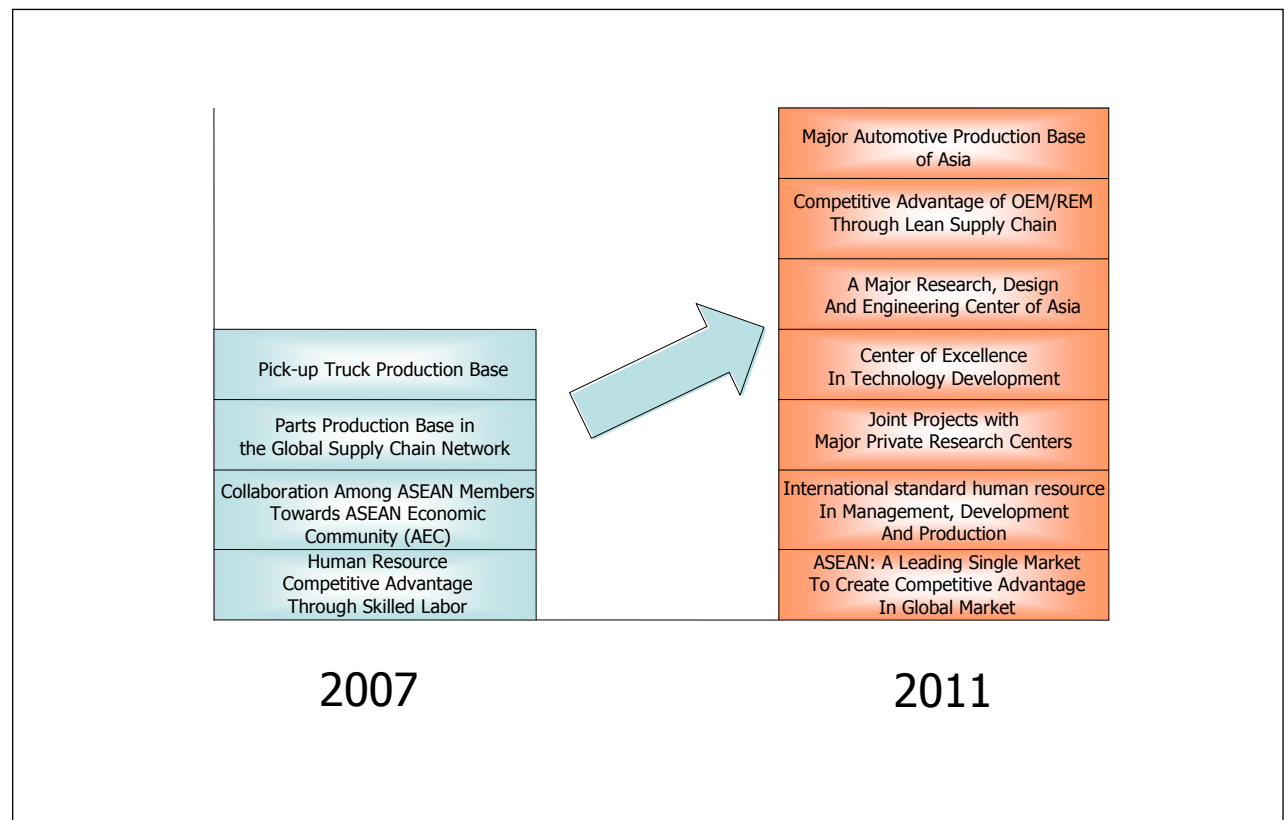 Pick-up Truck Production Base
Parts Production Base in
the Global Supply Chain Network
Collaboration Among ASEAN Members
Towards ASEAN Economic
Community (AEC)
Human Resource
Competitive Advantage
Through Skilled Labor
2007
Major Automotive Production Base
of Asia
Competitive Advantage of OEM/REM
Through Lean Supply Chain
A Major Research, Design
And Engineering Center of Asia
Center of Excellence
In Technology Development
Joint Projects with
Major Private Research Centers
International standard human resource
In Management, Development
And Production
ASEAN: A Leading Single Market
To Create Competitive Advantage
In Global Market
2011